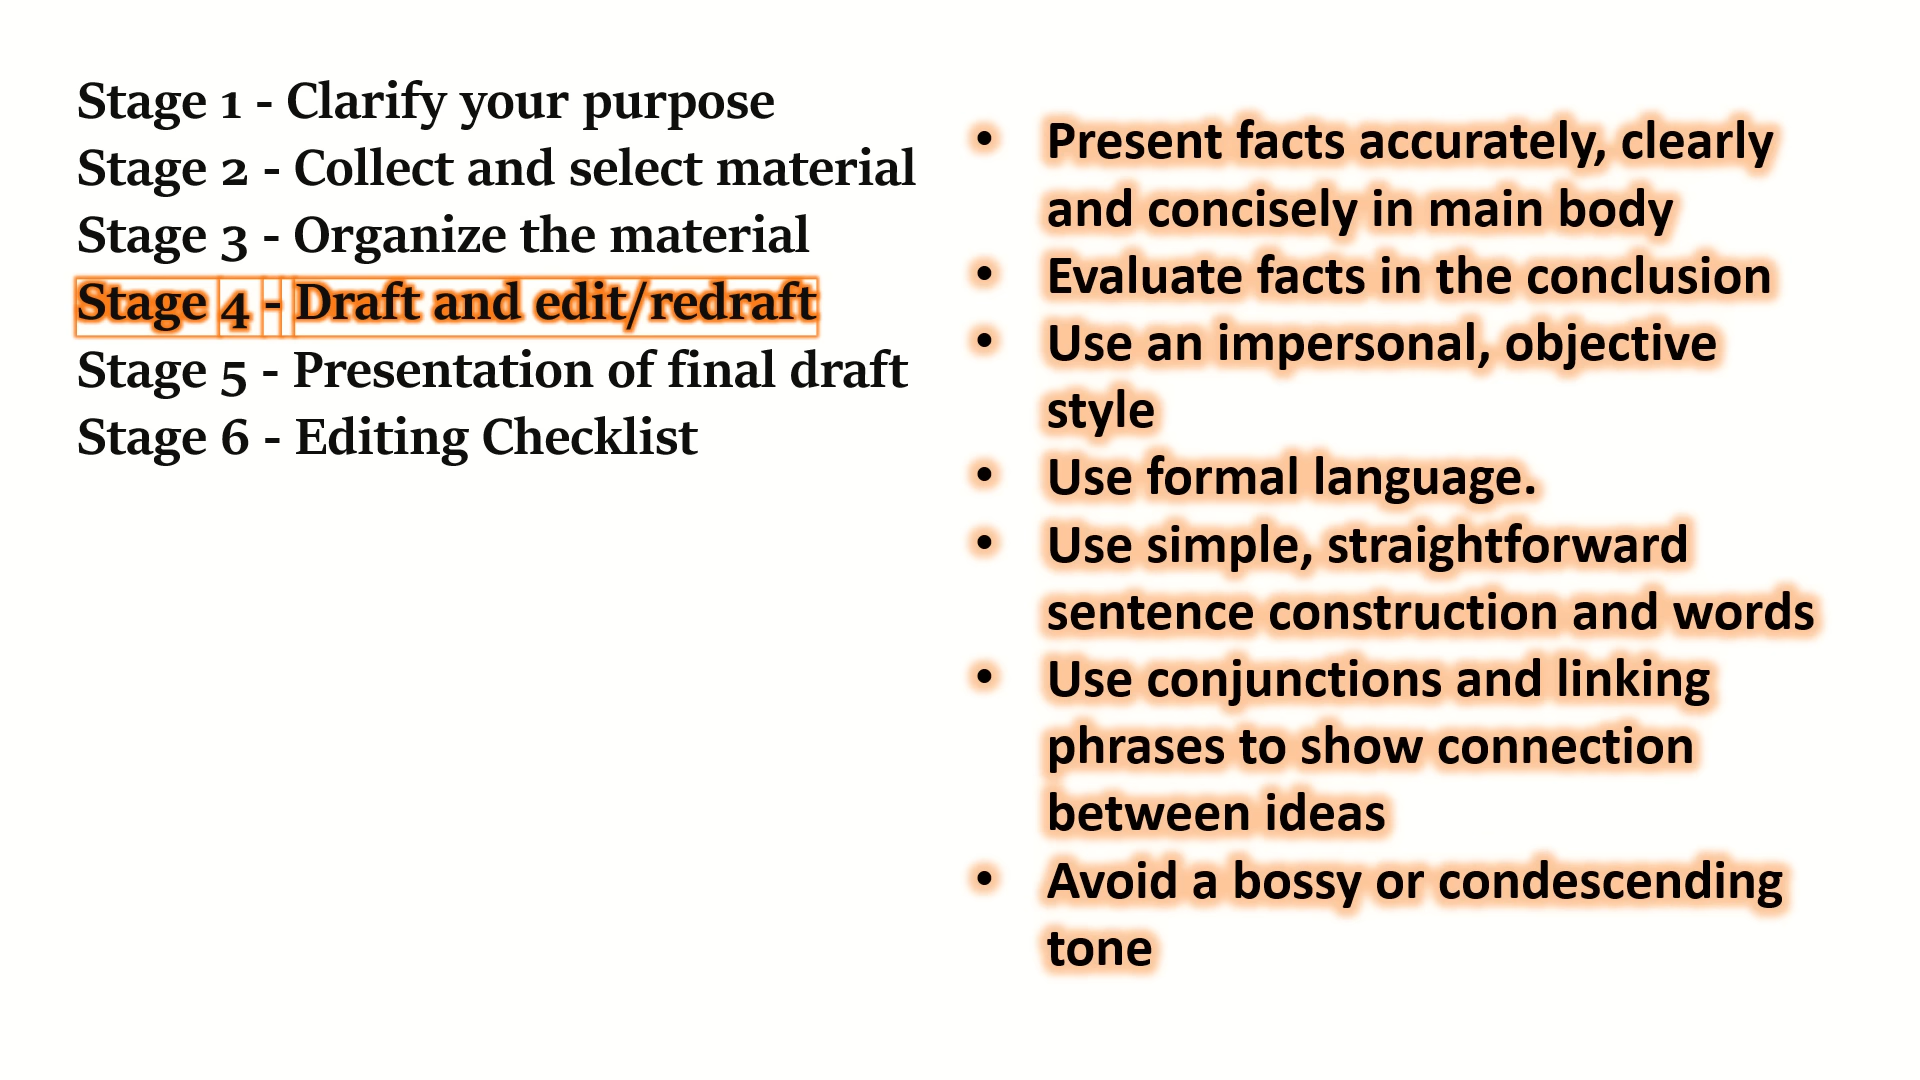 Stage 1 - Clarify your purpose
Stage 2 - Collect and select material
Stage 3 - Organize the material
Stage 4 - Draft and edit/redraft
Stage 5 - Presentation of final draft
Stage 6 - Editing Checklist
• Present facts accurately, clearly
and concisely in main body
• Evaluate facts in the conclusion
• Use an impersonal, objective
style
• Use formal language.
• Use simple, straightforward
sentence construction and words
• Use conjunctions and linking
phrases to show connection
between ideas
• Avoid a bossy or condescending
tone